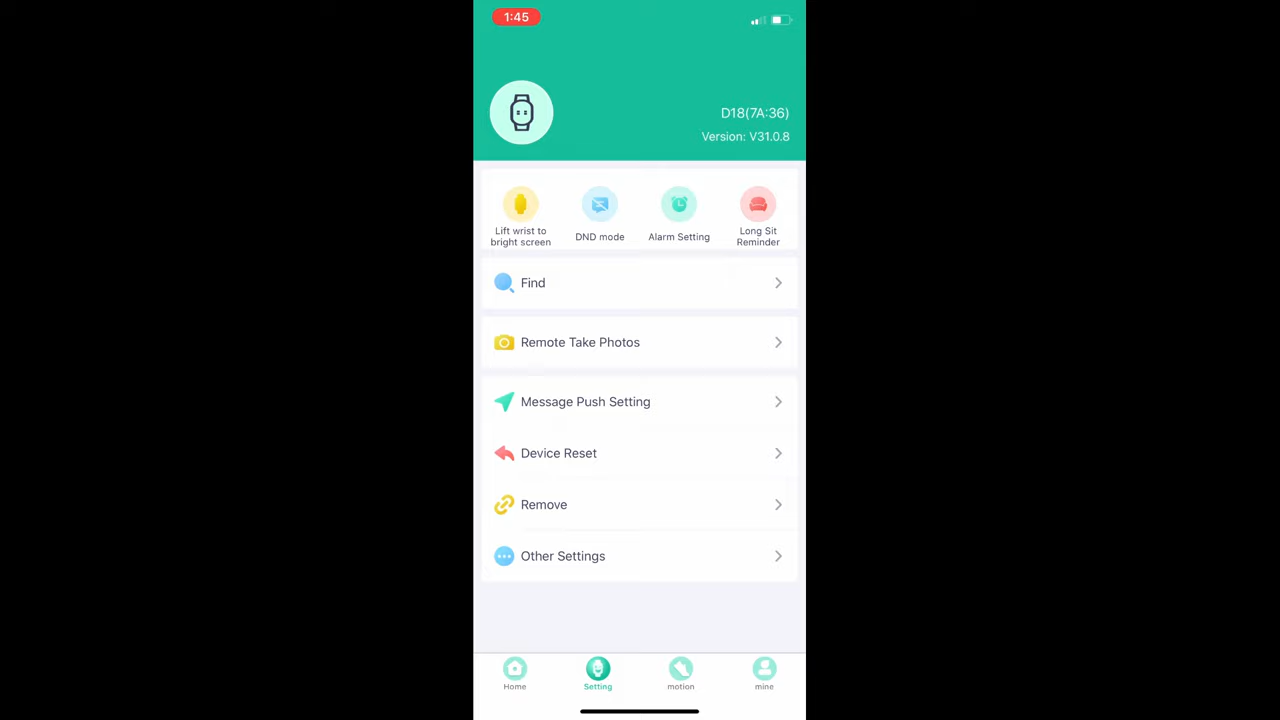 1:45
D18(7A:36)
Version: V31.0.8
Lift wrist to
bright screen
DND mode
Alarm Setting
Long Sit
Reminder
Find
Remote Take Photos
Message Push Setting
Device Reset
Remove
Other Settings
Home
Setting
motion
mine